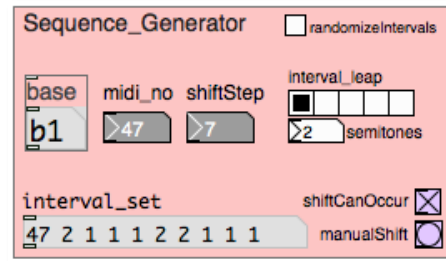 Sequence_Generator
randomizeIntervals
base midi_no shiftStep interval_leap
b1 47 7 2 semitones
interval_set shiftCanOccur
47 2 1 1 1 2 2 1 1 1 manualShift